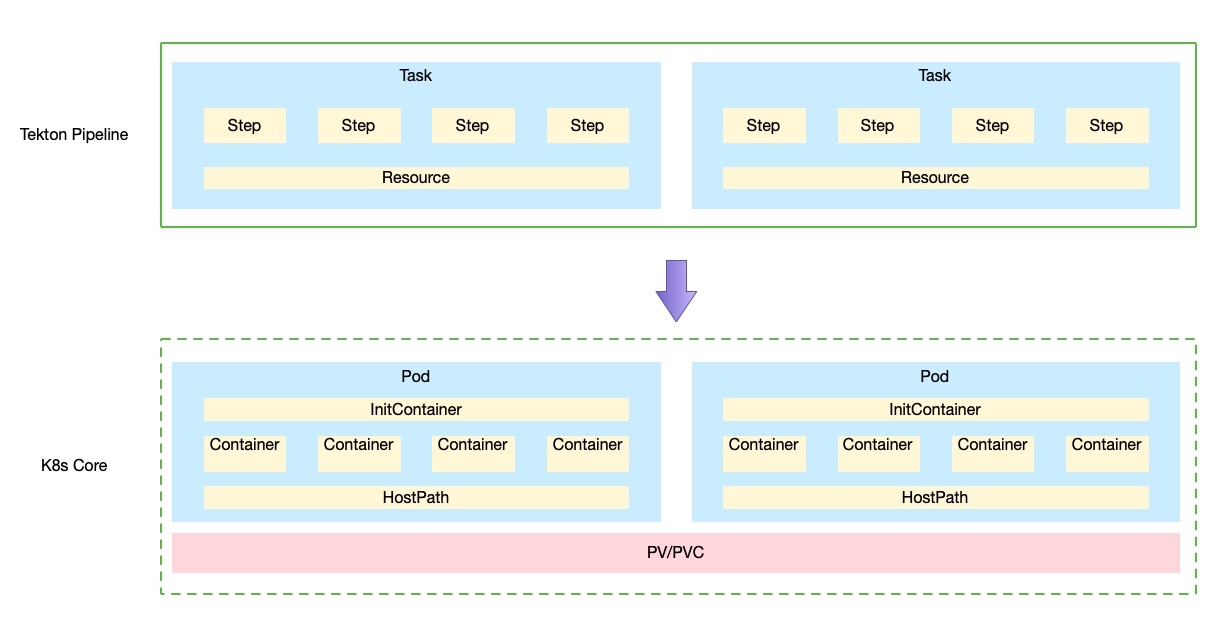 Task
Task
Tekton Pipeline
Step
Step
Step
Step
Step
Step
Step
Step
Resource
Resource
Pod
Pod
InitContainer
InitContainer
K8s Core
Container
Container
Container
Container
Container
Container
Container
Container
HostPath
HostPath
PV/PVC